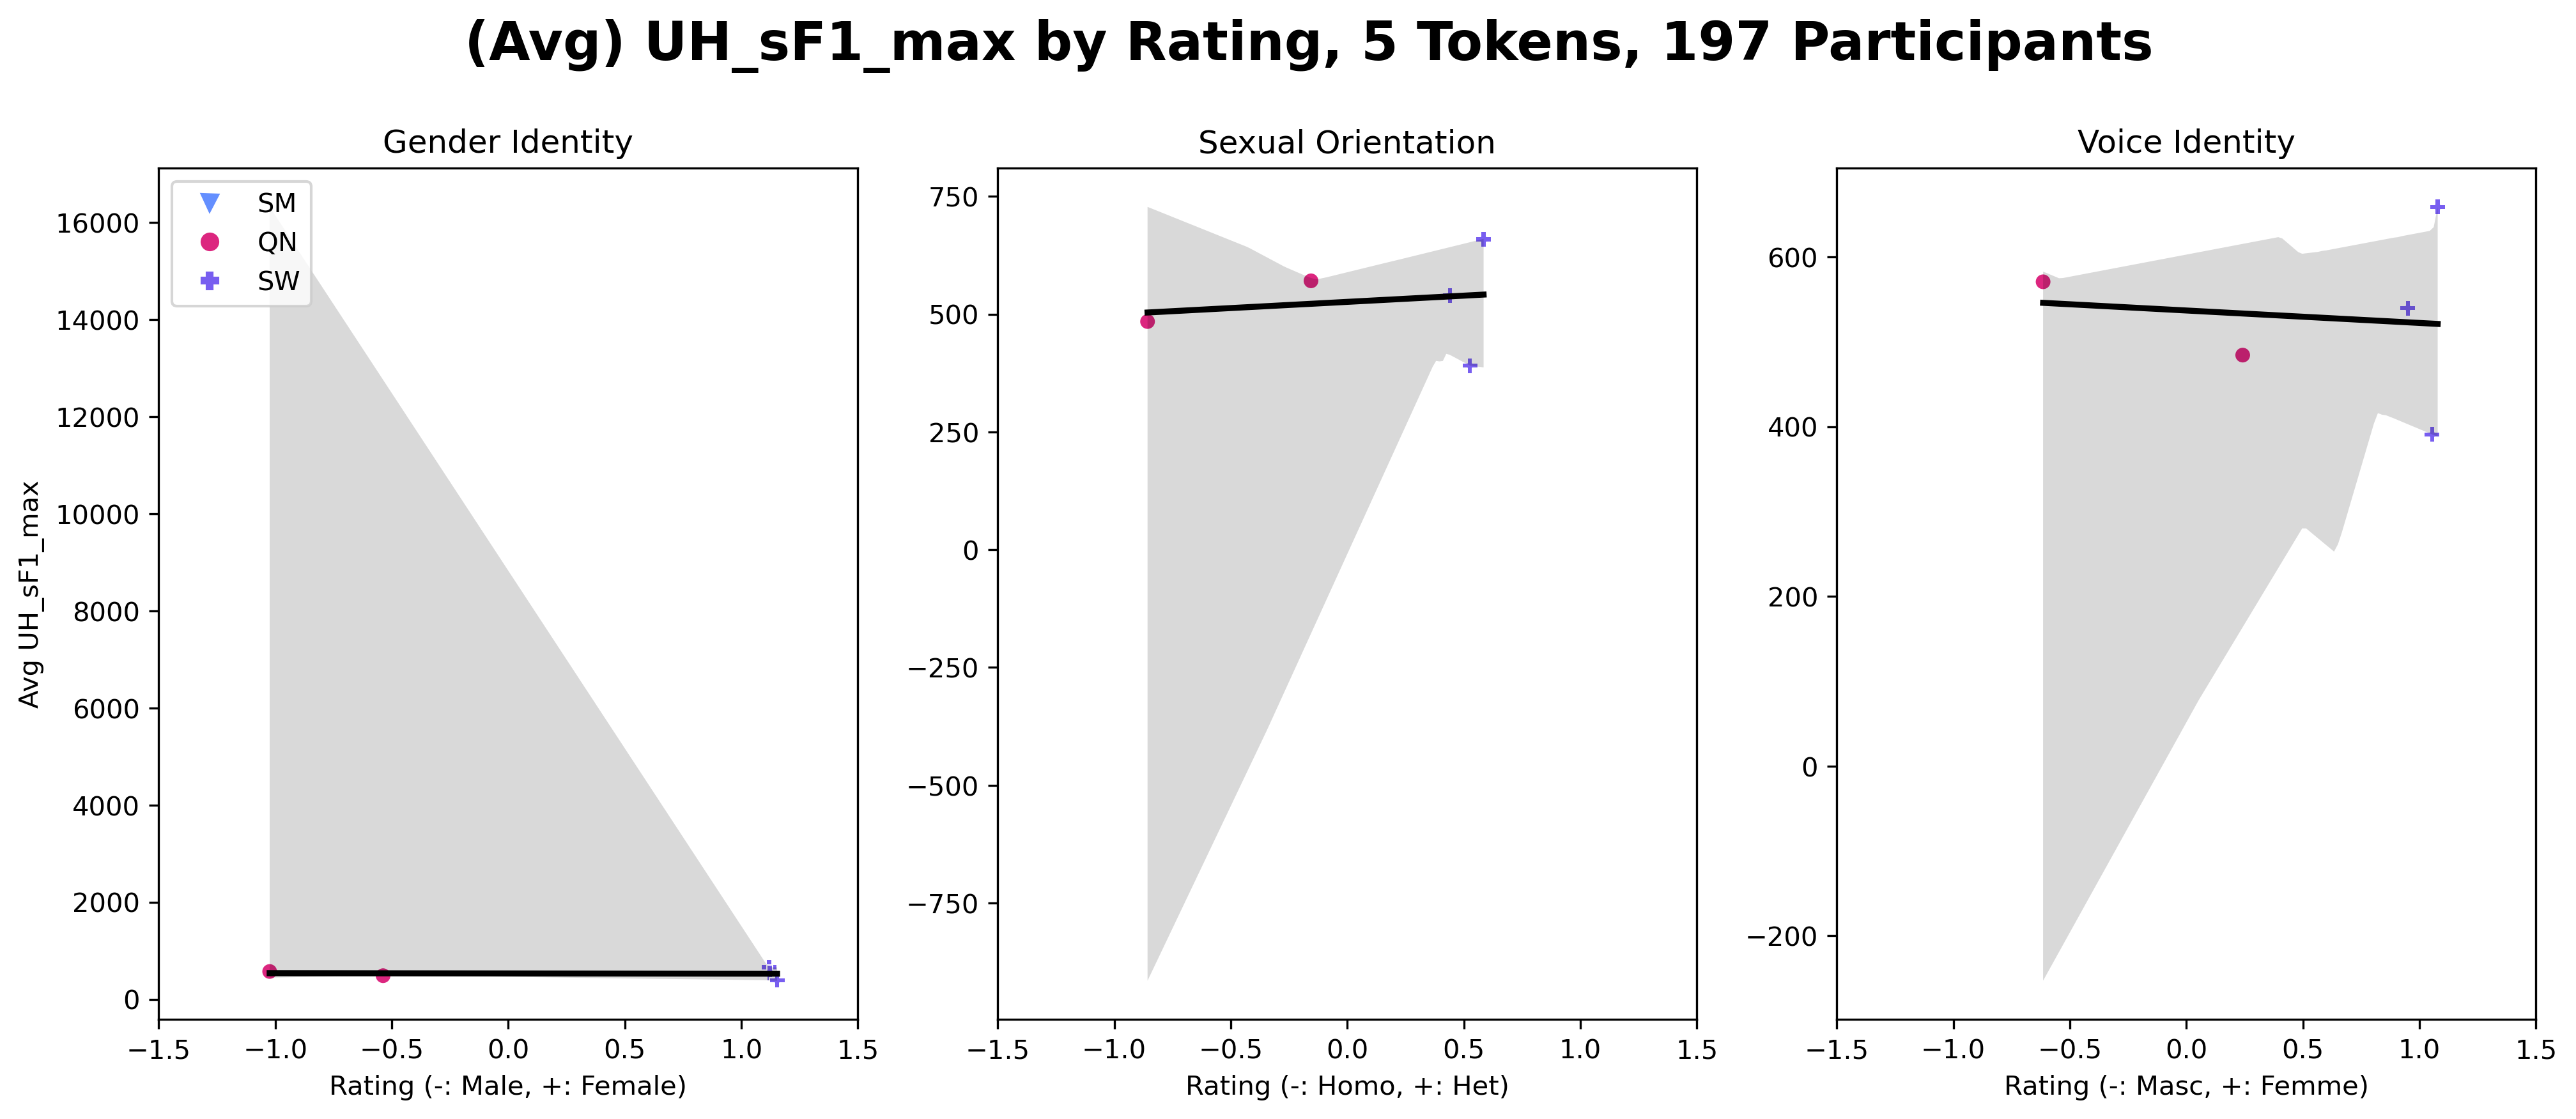 (Avg) UH_sF1_max by Rating, 5 Tokens, 197 Participants
Gender Identity
SM
QN
SW
16000
14000
12000
10000
8000
6000
4000
2000
0
−1.5 −1.0 −0.5 0.0 0.5 1.0 1.5
Rating (-: Male, +: Female)
Avg UH_sF1_max
Sexual Orientation
750
500
250
0
−250
−500
−750
−1.5 −1.0 −0.5 0.0 0.5 1.0 1.5
Rating (-: Homo, +: Het)
Voice Identity
600
400
200
0
−200
−1.5 −1.0 −0.5 0.0 0.5 1.0 1.5
Rating (-: Masc, +: Femme)